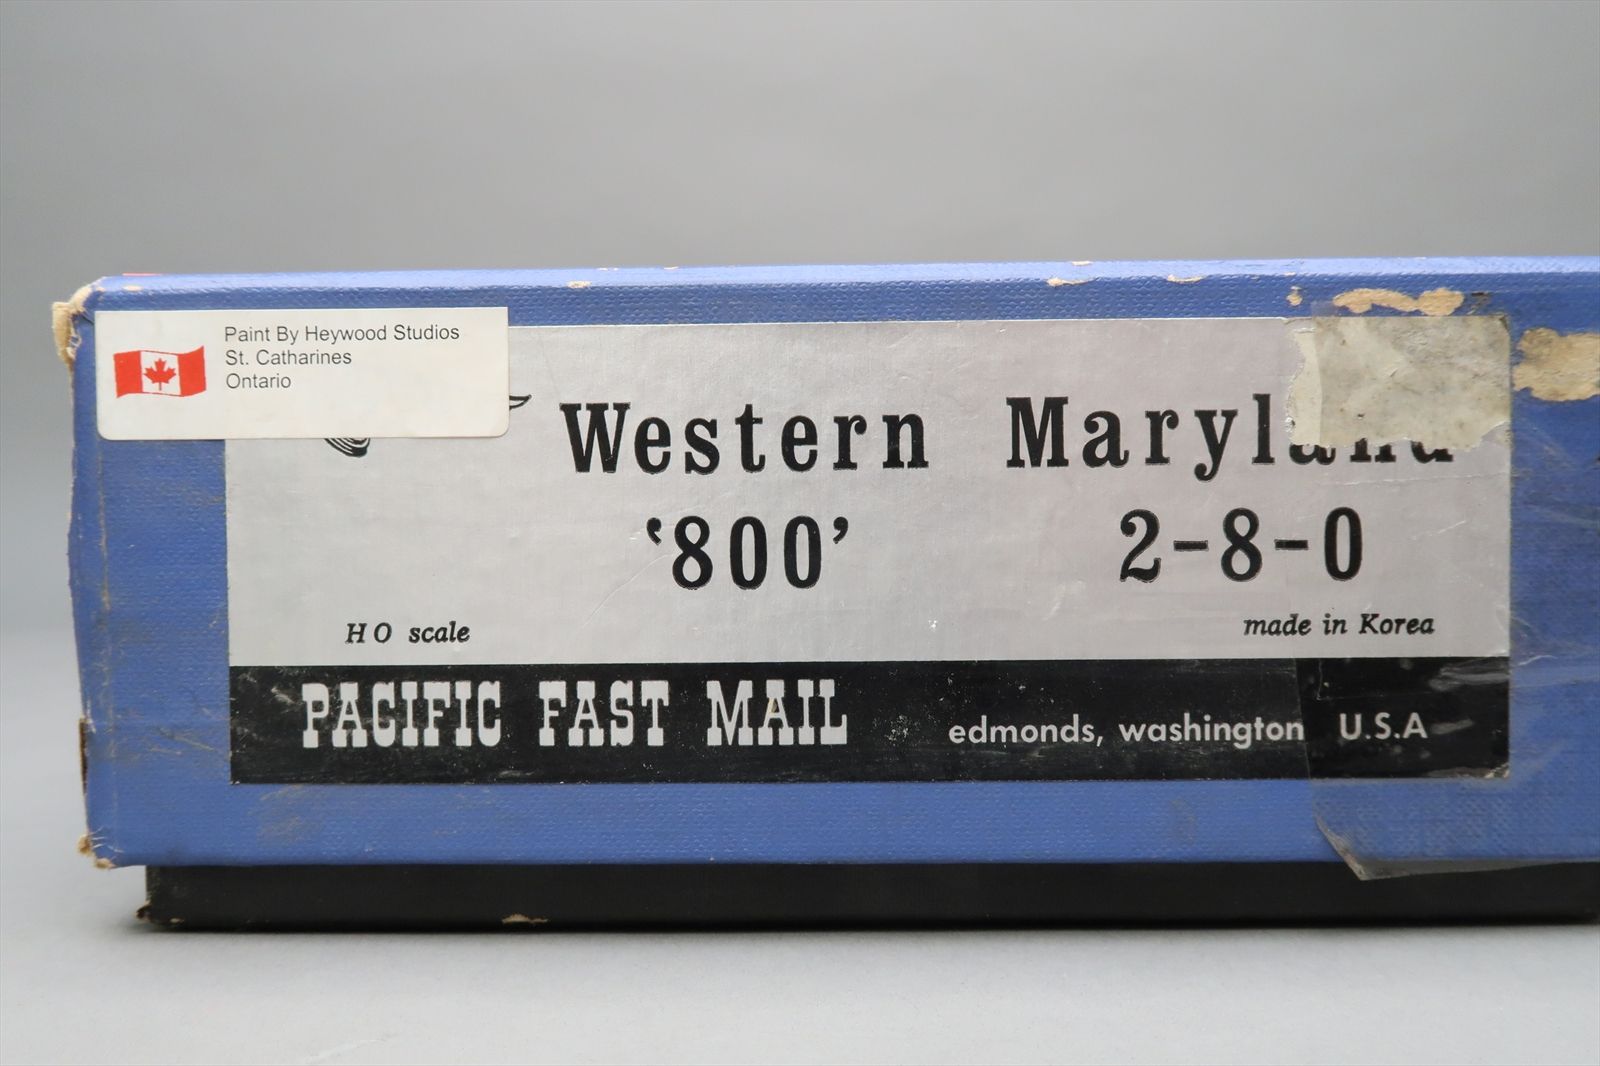 Paint By Heywood Studios
St. Catharines
Ontario
Western Maryland
‘800’ 2-8-0
HO scale made in Korea
PACIFIC FAST MAIL edmonds, washington U.S.A